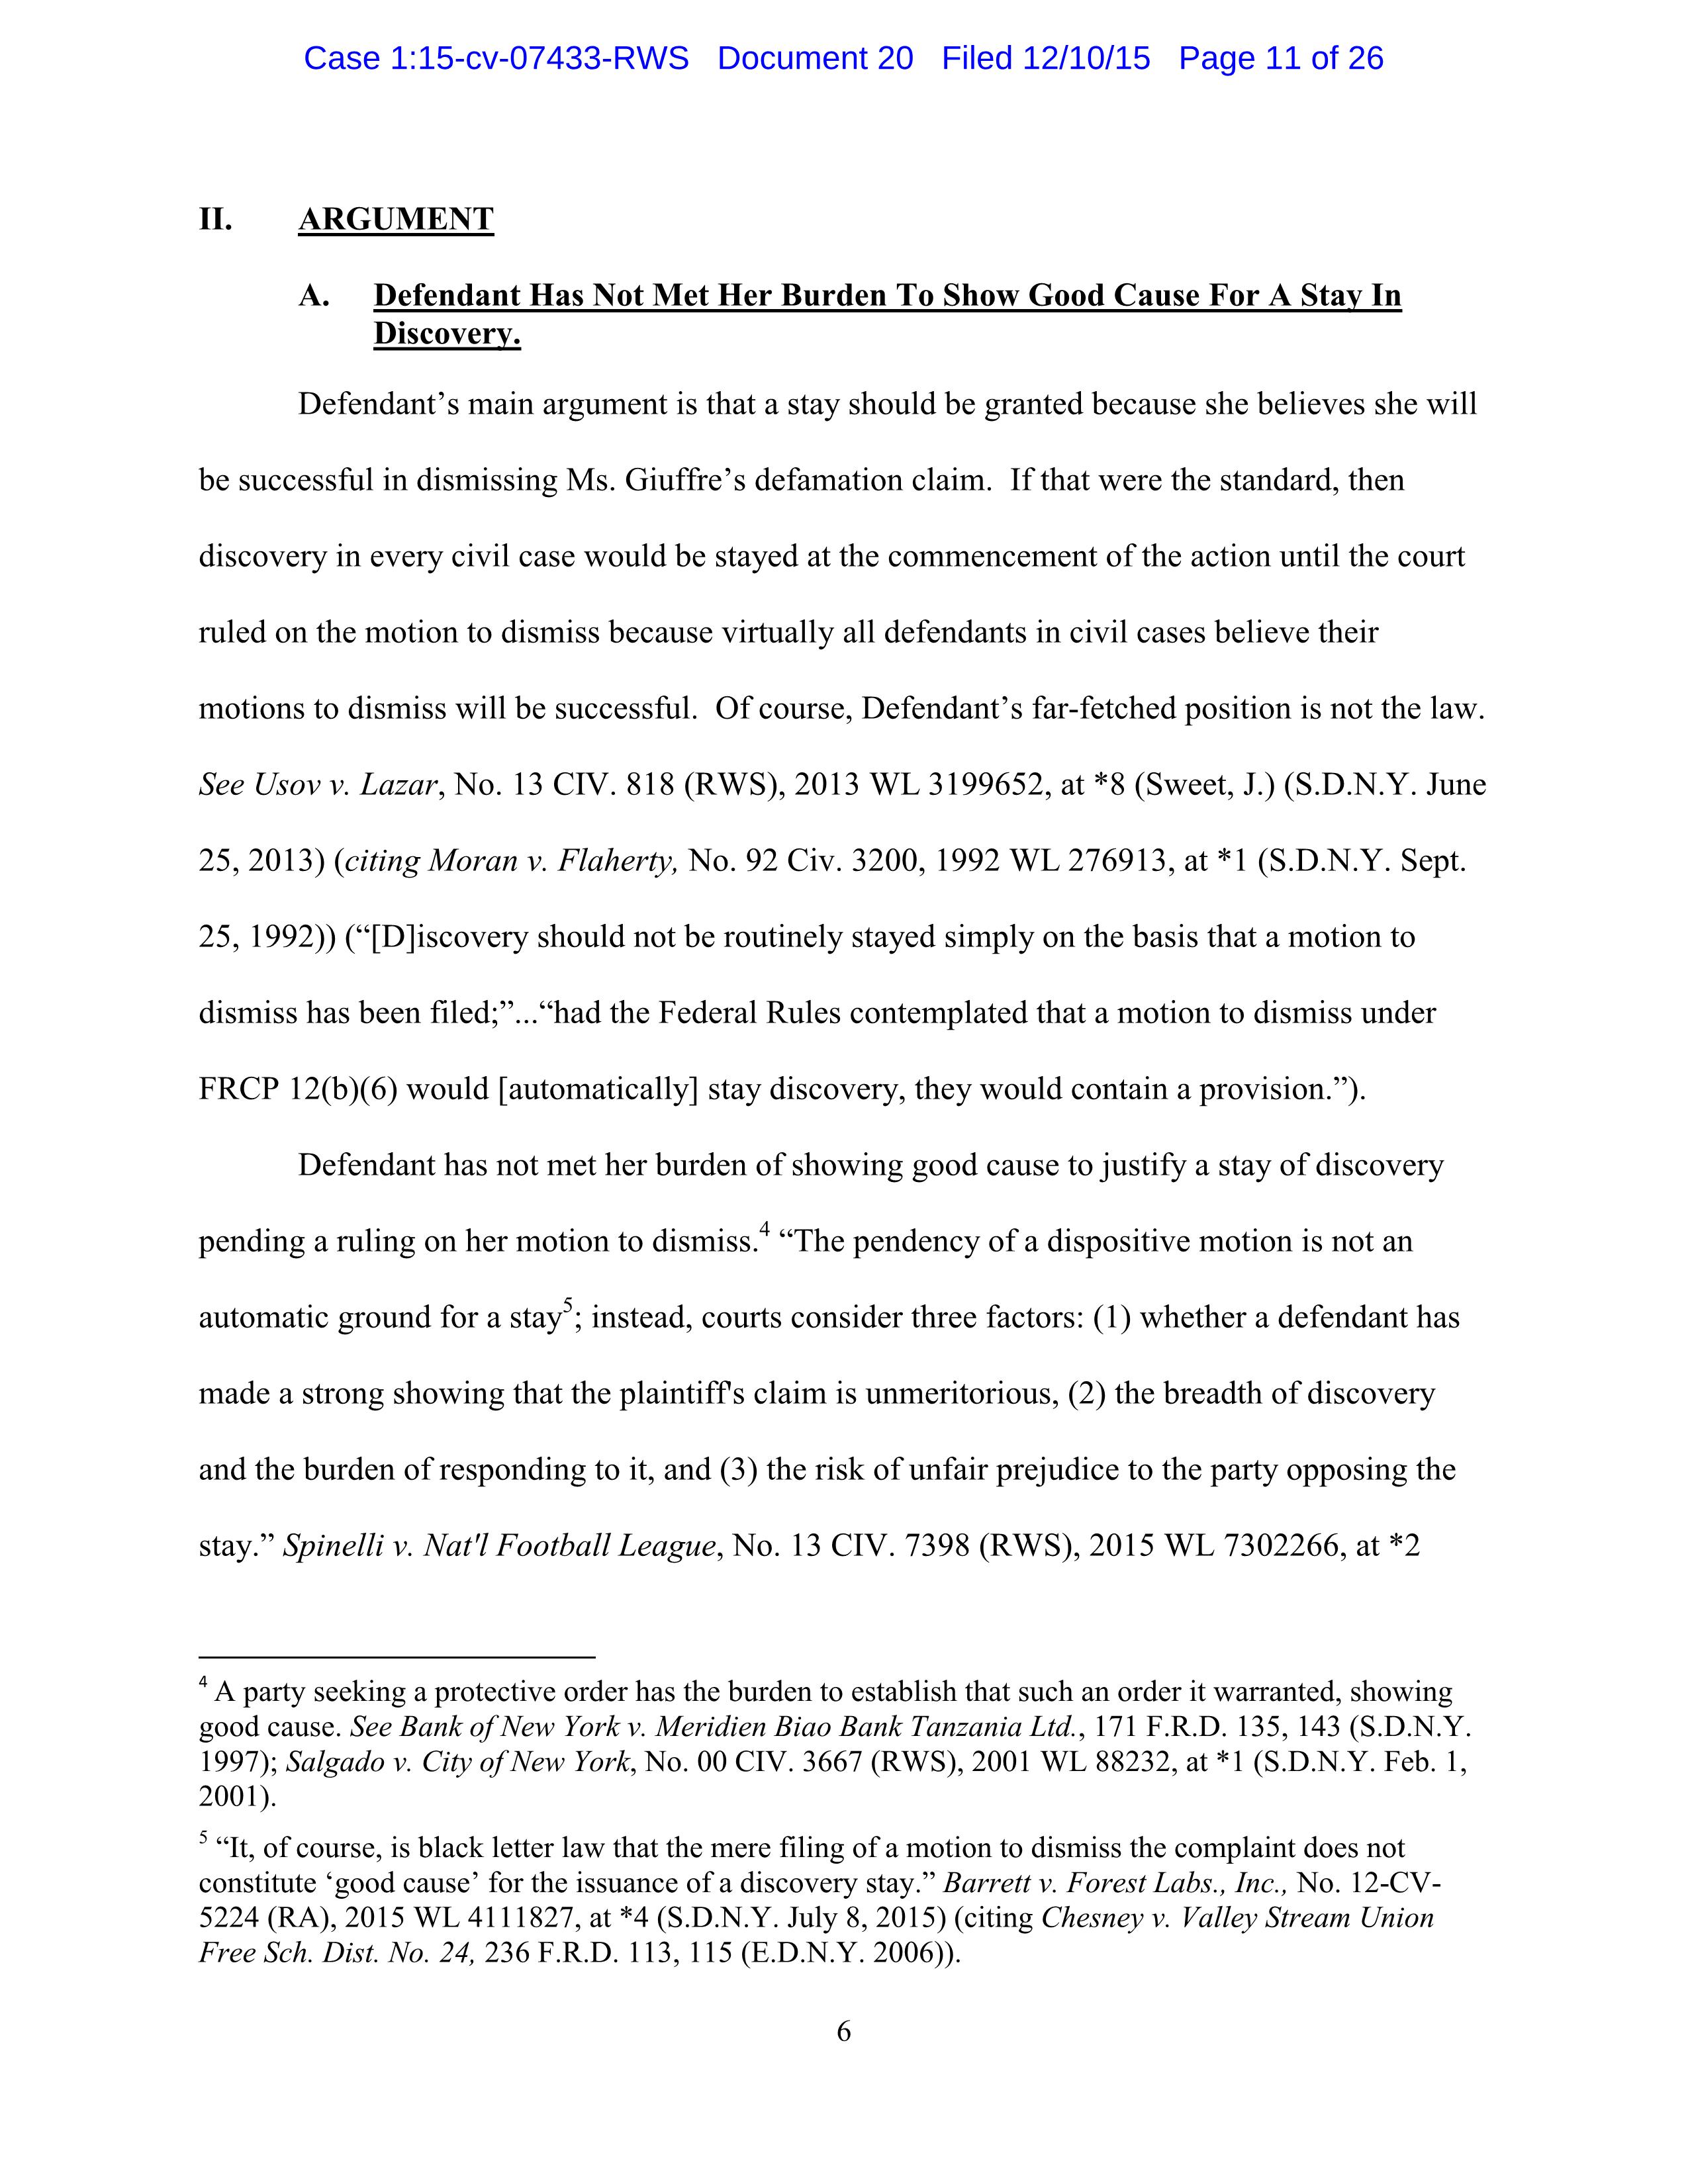 Case 1:15-cv-07433-RWS Document 20 Filed 12/10/15 Page 11 of 26
II. ARGUMENT
A. Defendant Has Not Met Her Burden To Show Good Cause For A Stay In
Discovery.
Defendant’s main argument is that a stay should be granted because she believes she will
be successful in dismissing Ms. Giuffre’s defamation claim. If that were the standard, then
discovery in every civil case would be stayed at the commencement of the action until the court
ruled on the motion to dismiss because virtually all defendants in civil cases believe their
motions to dismiss will be successful. Of course, Defendant’s far-fetched position is not the law.
See Usov v. Lazar, No. 13 CIV. 818 (RWS), 2013 WL 3199652, at *8 (Sweet, J.) (S.D.N.Y. June
25, 2013) (citing Moran v. Flaherty, No. 92 Civ. 3200, 1992 WL 276913, at *1 (S.D.N.Y. Sept.
25, 1992)) (“[D]iscovery should not be routinely stayed simply on the basis that a motion to
dismiss has been filed;”...“had the Federal Rules contemplated that a motion to dismiss under
FRCP 12(b)(6) would [automatically] stay discovery, they would contain a provision.”).
Defendant has not met her burden of showing good cause to justify a stay of discovery
pending a ruling on her motion to dismiss.4 “The pendency of a dispositive motion is not an
automatic ground for a stay5; instead, courts consider three factors: (1) whether a defendant has
made a strong showing that the plaintiff's claim is unmeritorious, (2) the breadth of discovery
and the burden of responding to it, and (3) the risk of unfair prejudice to the party opposing the
stay.” Spinelli v. Nat'l Football League, No. 13 CIV. 7398 (RWS), 2015 WL 7302266, at *2
4 A party seeking a protective order has the burden to establish that such an order it warranted, showing
good cause. See Bank of New York v. Meridien Biao Bank Tanzania Ltd., 171 F.R.D. 135, 143 (S.D.N.Y.
1997); Salgado v. City of New York, No. 00 CIV. 3667 (RWS), 2001 WL 88232, at *1 (S.D.N.Y. Feb. 1,
2001).
5 “It, of course, is black letter law that the mere filing of a motion to dismiss the complaint does not
constitute ‘good cause’ for the issuance of a discovery stay.” Barrett v. Forest Labs., Inc., No. 12-CV-
5224 (RA), 2015 WL 4111827, at *4 (S.D.N.Y. July 8, 2015) (citing Chesney v. Valley Stream Union
Free Sch. Dist. No. 24, 236 F.R.D. 113, 115 (E.D.N.Y. 2006)).
6